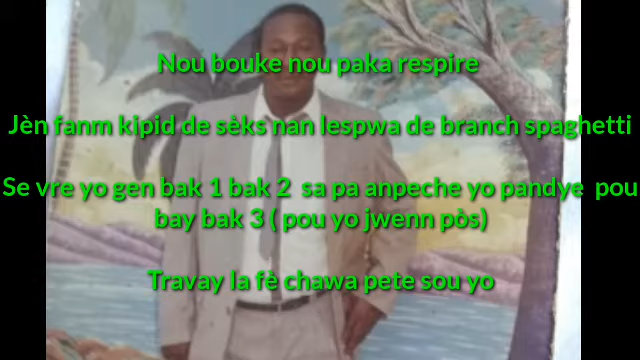 Nou bouke nou paka respire
Jèn fanm kipid de sèks nan lespwa de branch spaghetti
Se vre yo gen bak 1 bak 2 sa pa anpeche yo pandye pou
bay bak 3 ( pou yo jwenn pòs)
Travay la fè chawa pete sou yo